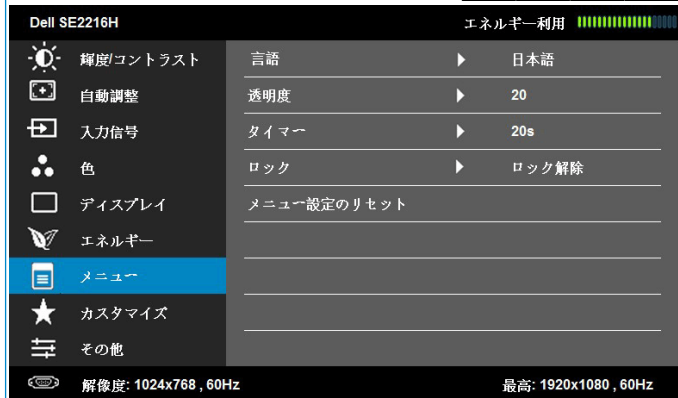 Dell SE2216H エネルギー利用
輝度/コントラスト 言語 日本語
自動調整 透明度 20
入力信号 タイマー 20s
色 ロック ロック解除
ディスプレイ メニュー設定のリセット
エネルギー
メニュー
カスタマイズ
その他
解像度: 1024x768 , 60Hz 最高: 1920x1080 , 60Hz